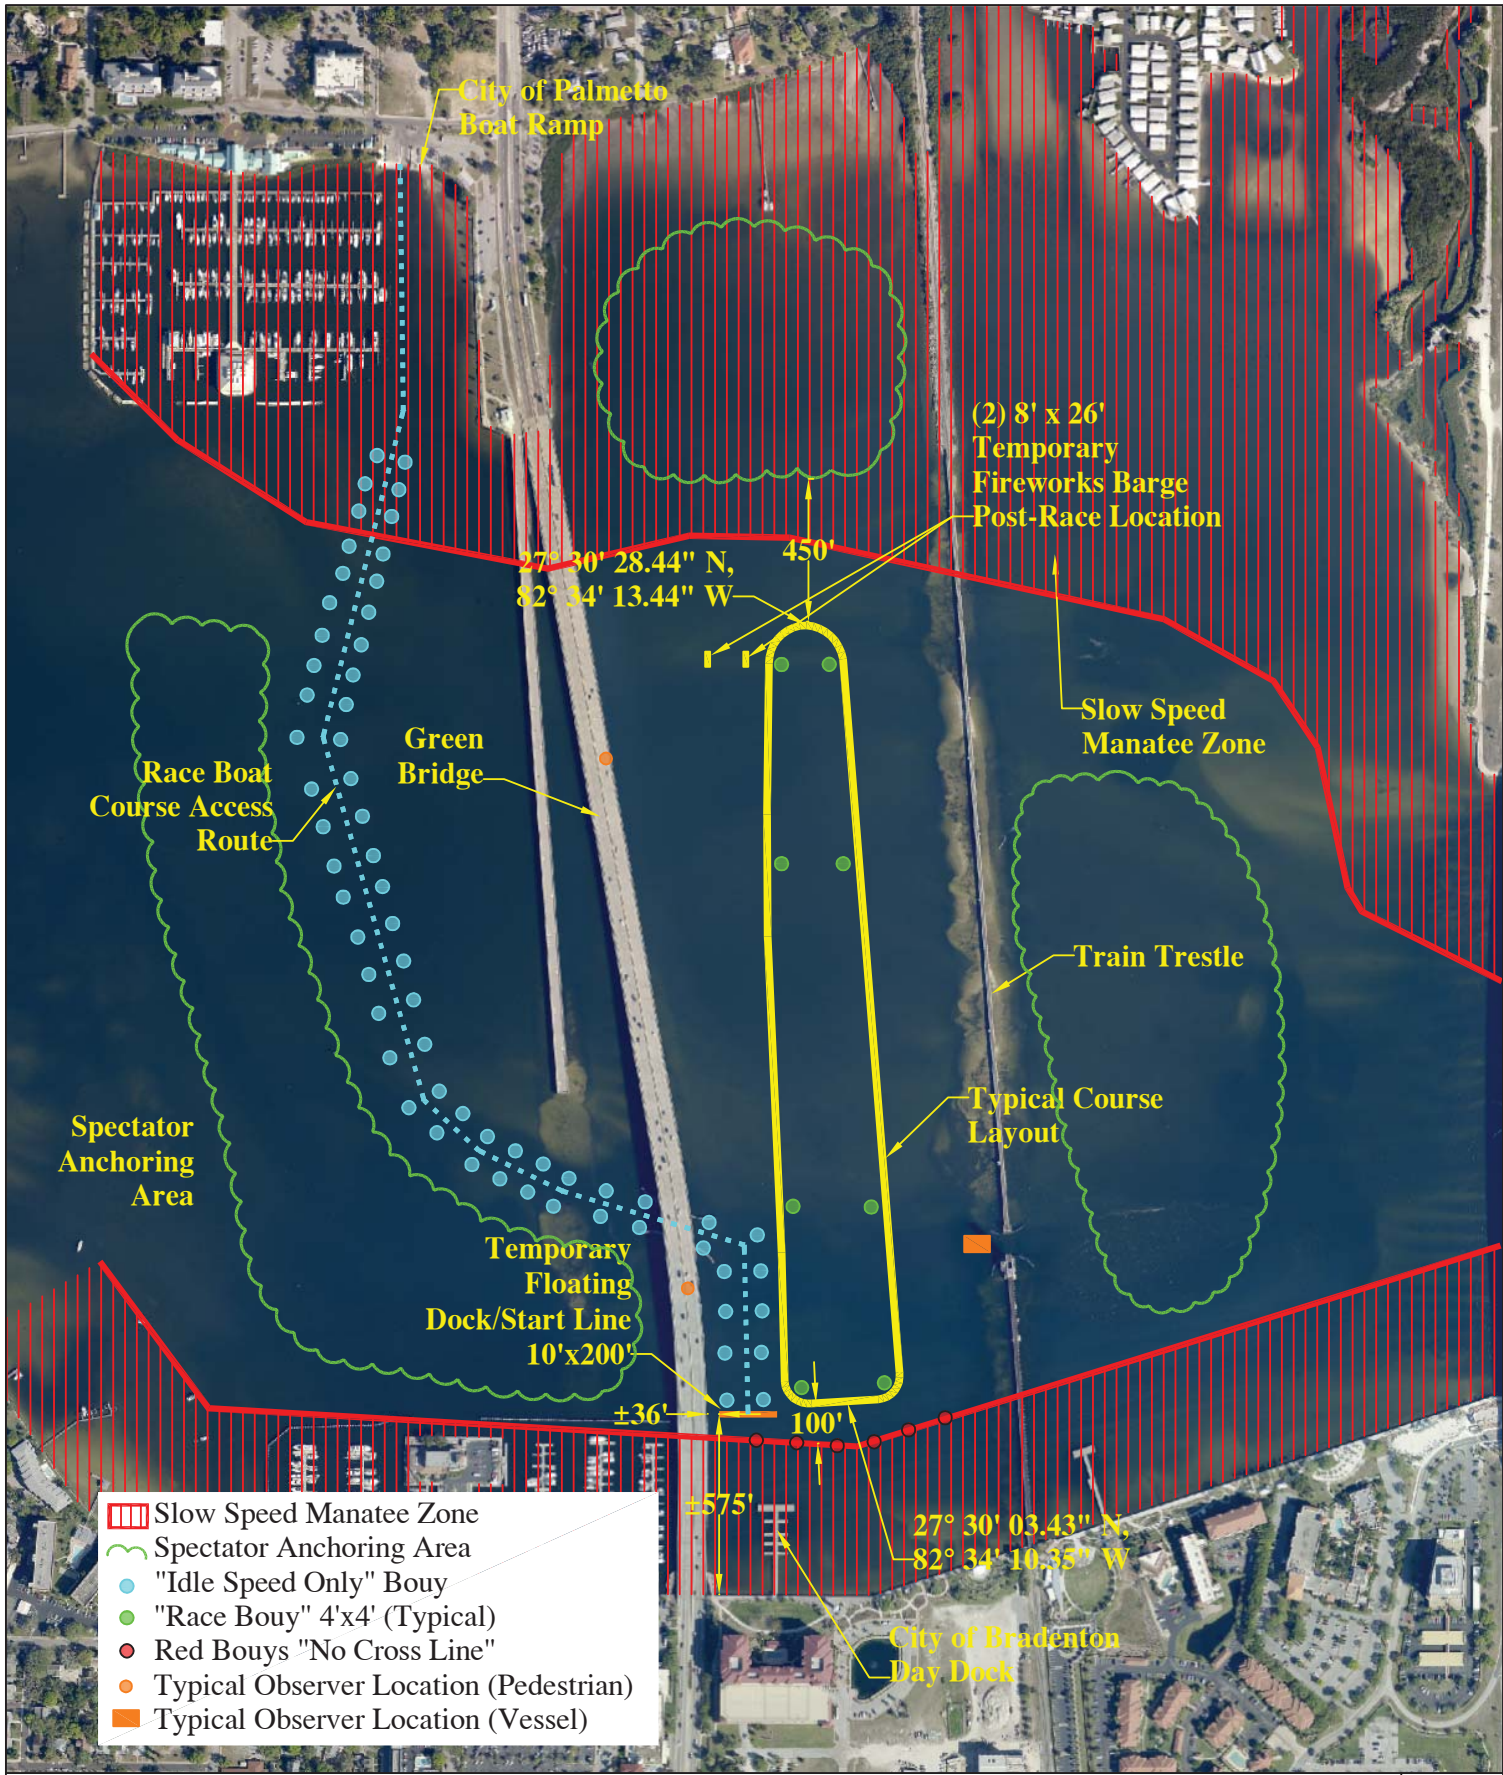 City of Palmetto
Boat Ramp
(2) 8' x 26'
Temporary
Fireworks Barge
Post-Race Location
450'
27° 30' 28.44" N,
82° 34' 13.44" W
Slow Speed
Manatee Zone
Green
Bridge
Race Boat
Course Access
Route
Train Trestle
Typical Course
Layout
Spectator
Anchoring
Area
Temporary
Floating
Dock/Start Line
10'x200'
±36'
100'
±575'
27° 30' 03.43" N,
82° 34' 10.35" W
City of Bradenton
Day Dock
Slow Speed Manatee Zone
Spectator Anchoring Area
"Idle Speed Only" Bouy
"Race Bouy" 4'x4' (Typical)
Red Bouys "No Cross Line"
Typical Observer Location (Pedestrian)
Typical Observer Location (Vessel)